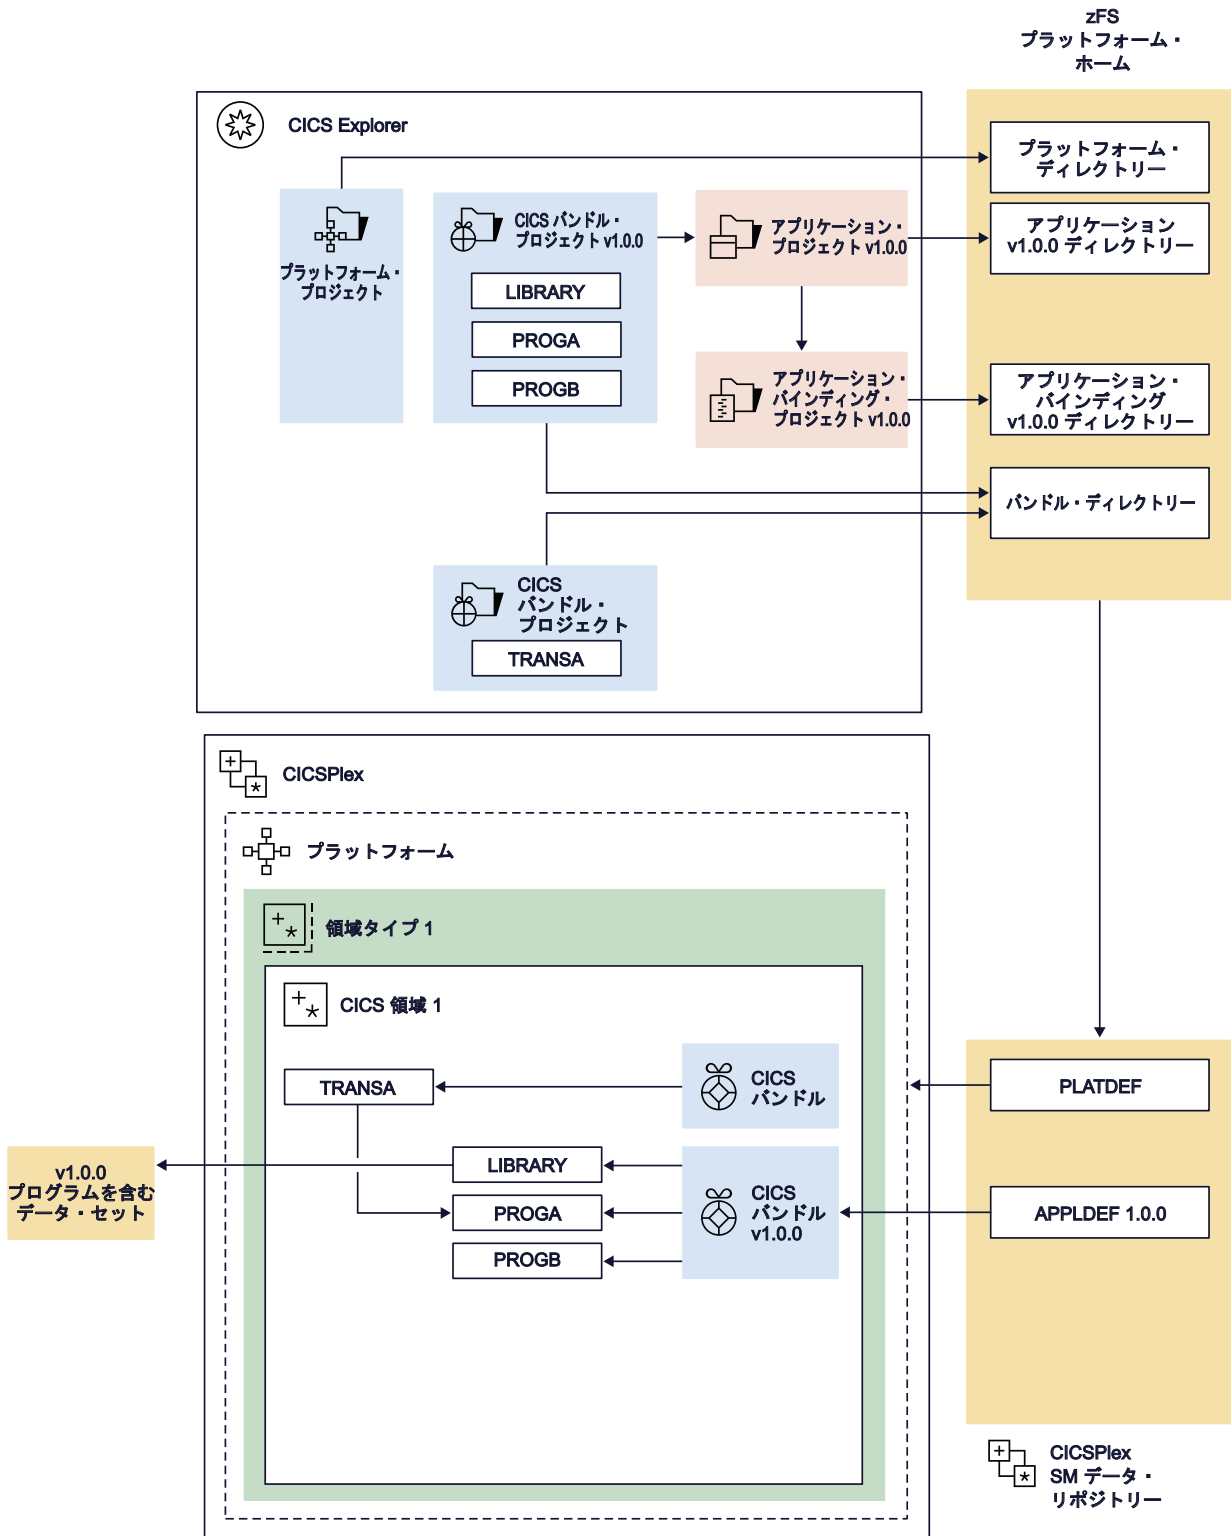 zFS
プラットフォーム・
ホーム
CICS Explorer
プラットフォーム・
ディレクトリー
アプリケーション
v1.0.0 ディレクトリー
プラットフォーム・
プロジェクト
CICS バンドル・
プロジェクト v1.0.0
LIBRARY
PROGA
PROGB
アプリケーション・
プロジェクト v1.0.0
アプリケーション・
バインディング・
プロジェクト v1.0.0
アプリケーション・
バインディング
v1.0.0 ディレクトリー
バンドル・ディレクトリー
CICS
バンドル・
プロジェクト
TRANSA
CICSPlex
プラットフォーム
領域タイプ 1
CICS 領域 1
TRANSA
CICS
バンドル
PLATDEF
v1.0.0
プログラムを含む
データ・セット
LIBRARY
PROGA
PROGB
CICS
バンドル
v1.0.0
APPLDEF 1.0.0
CICSPlex
SM データ・
リポジトリー